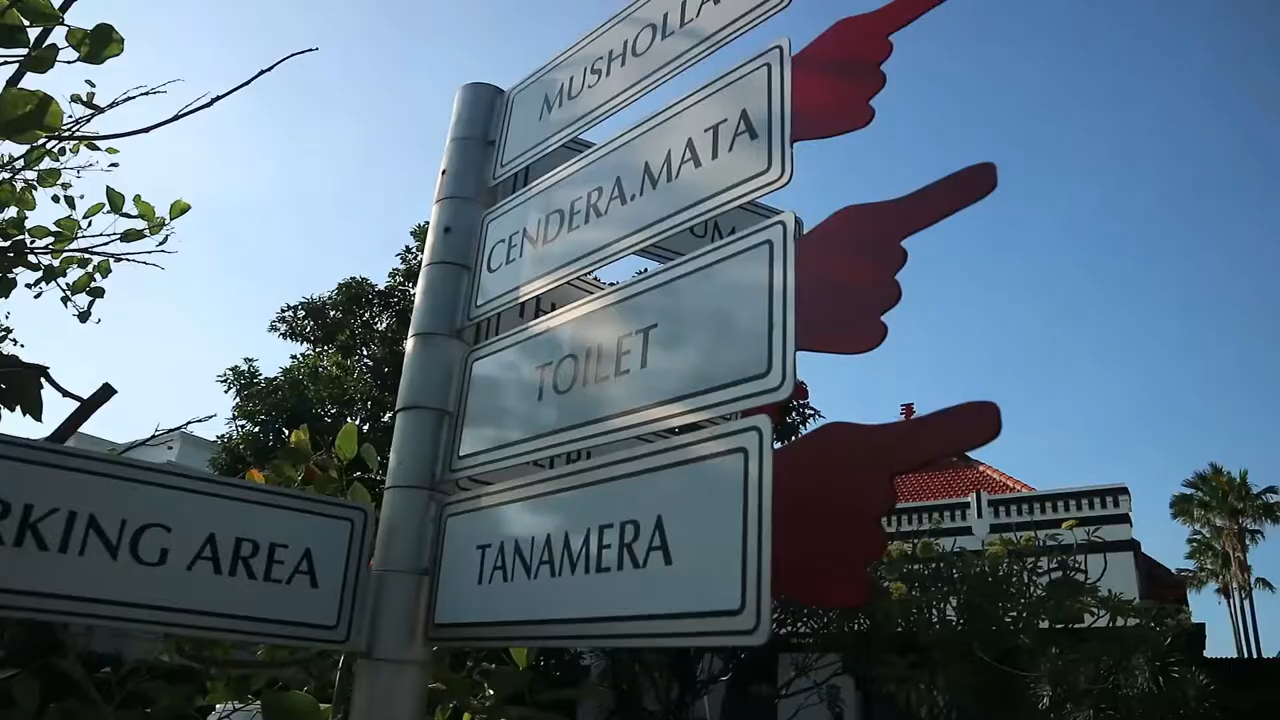 MUSHOLLA
CENDERA.MATA
TOILET
TANAMERA
RKING AREA